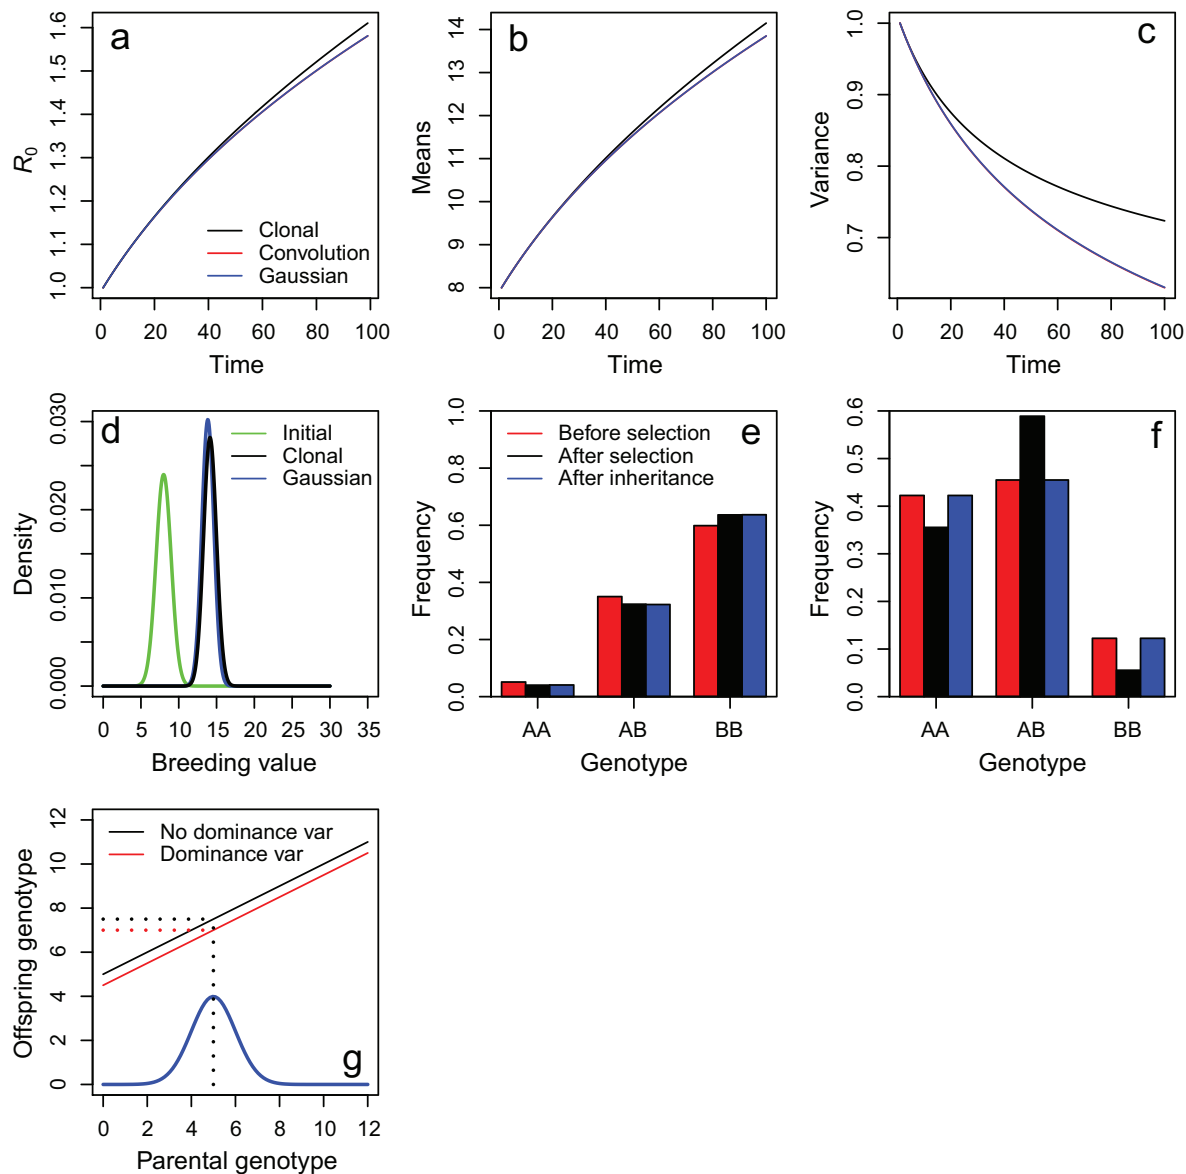 a
R0
1.0 1.1 1.2 1.3 1.4 1.5 1.6
Clonal
Convolution
Gaussian
0 20 40 60 80 100
Time
b
Means
8 9 10 11 12 13 14
0 20 40 60 80 100
Time
c
Variance
0.7 0.8 0.9 1.0
0 20 40 60 80 100
Time
d
Density
0.000 0.010 0.020 0.030
Initial
Clonal
Gaussian
0 5 10 15 20 25 30 35
Breeding value
e
Frequency
0.0 0.2 0.4 0.6 0.8 1.0
Before selection
After selection
After inheritance
AA AB BB
Genotype
f
Frequency
0.0 0.1 0.2 0.3 0.4 0.5 0.6
AA AB BB
Genotype
g
Offspring genotype
0 2 4 6 8 10 12
No dominance var
Dominance var
0 2 4 6 8 10 12
Parental genotype